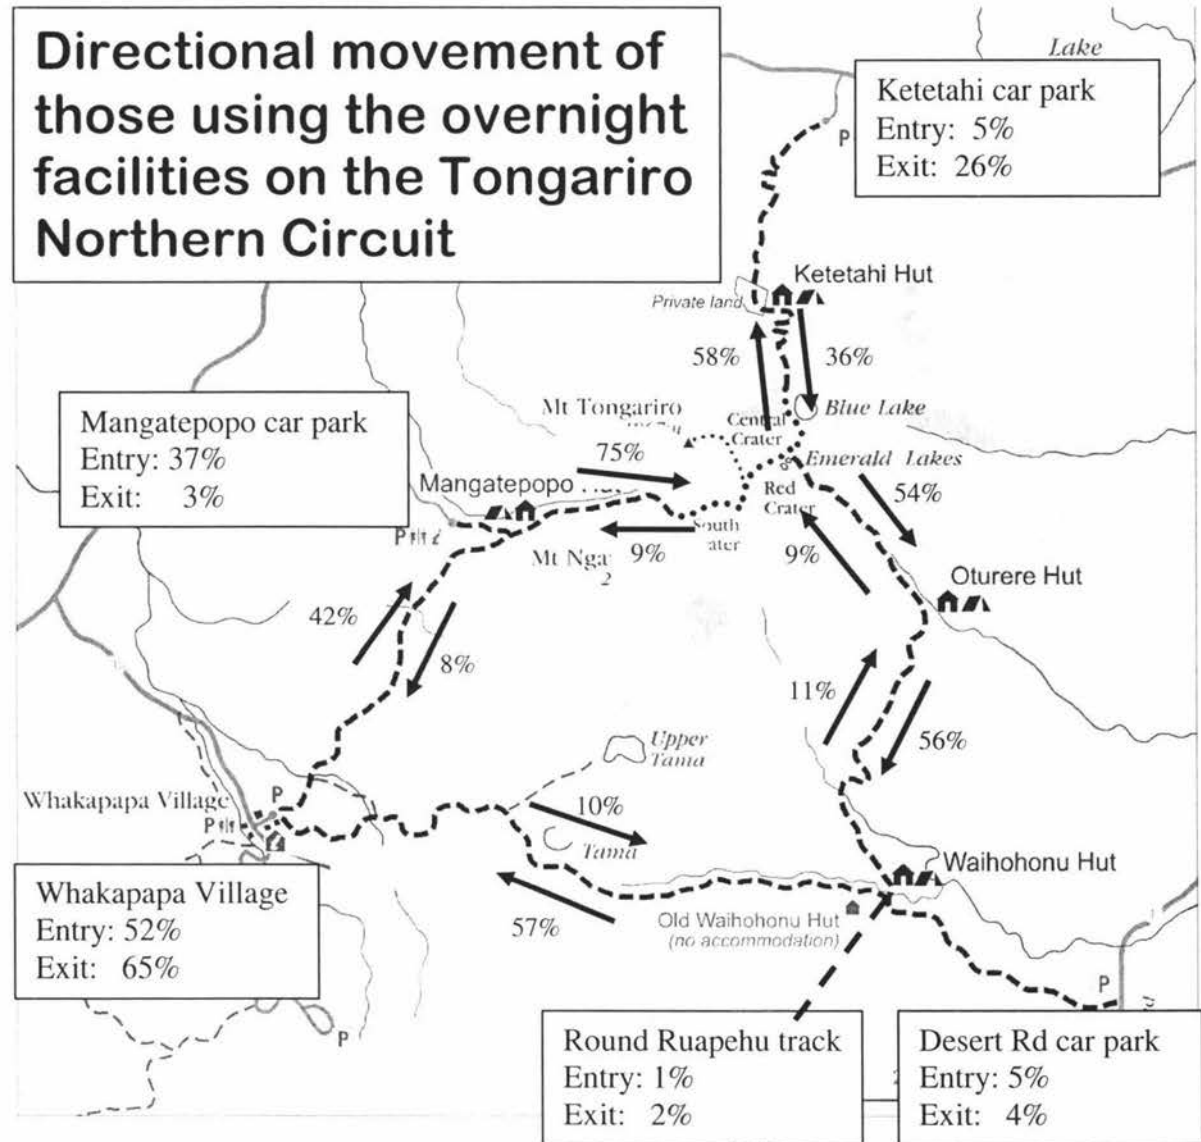 Directional movement of
those using the overnight
facilities on the Tongariro
Northern Circuit
Lake
Ketetahi car park
Entry: 5%
Exit: 26%
P
Ketetahi Hut
Private land
58%
36%
Mangatepopo car park
Entry: 37%
Exit: 3%
Mt Tongariro
Central
Crater
Blue Lake
75%
Emerald Lakes
Mangatepopo
Red
Crater
54%
P
South
9%
Mt Nga
2
9%
Oturere Hut
42%
8%
11%
56%
Upper
Tama
Whakapapa Village
P
P
10%
Tama
Waihohonu Hut
Whakapapa Village
Entry: 52%
Exit: 65%
57%
Old Waihohonu Hut
(no accommodation)
P
P
Round Ruapehu track
Entry: 1%
Exit: 2%
Desert Rd car park
Entry: 5%
Exit: 4%